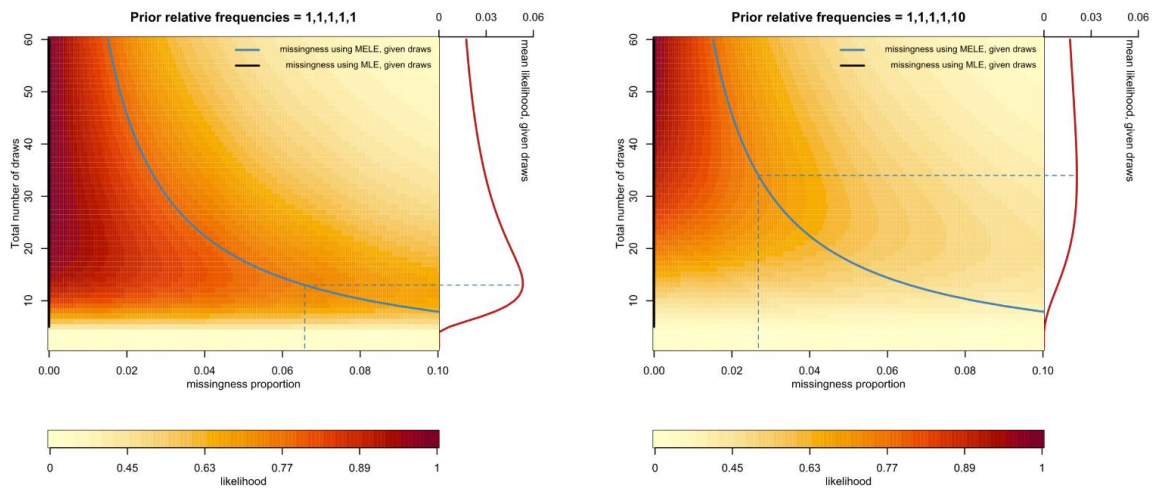 Prior relative frequencies = 1,1,1,1,1
0 0.03 0.06
mean likelihood, given draws
missingness using MELE, given draws
missingness using MLE, given draws
Total number of draws
60
50
40
30
20
10
0.00 0.02 0.04 0.06 0.08 0.10
missingness proportion
0 0.45 0.63 0.77 0.89 1
likelihood
Prior relative frequencies = 1,1,1,1,10
0 0.03 0.06
mean likelihood, given draws
missingness using MELE, given draws
missingness using MLE, given draws
Total number of draws
60
50
40
30
20
10
0.00 0.02 0.04 0.06 0.08 0.10
missingness proportion
0 0.45 0.63 0.77 0.89 1
likelihood